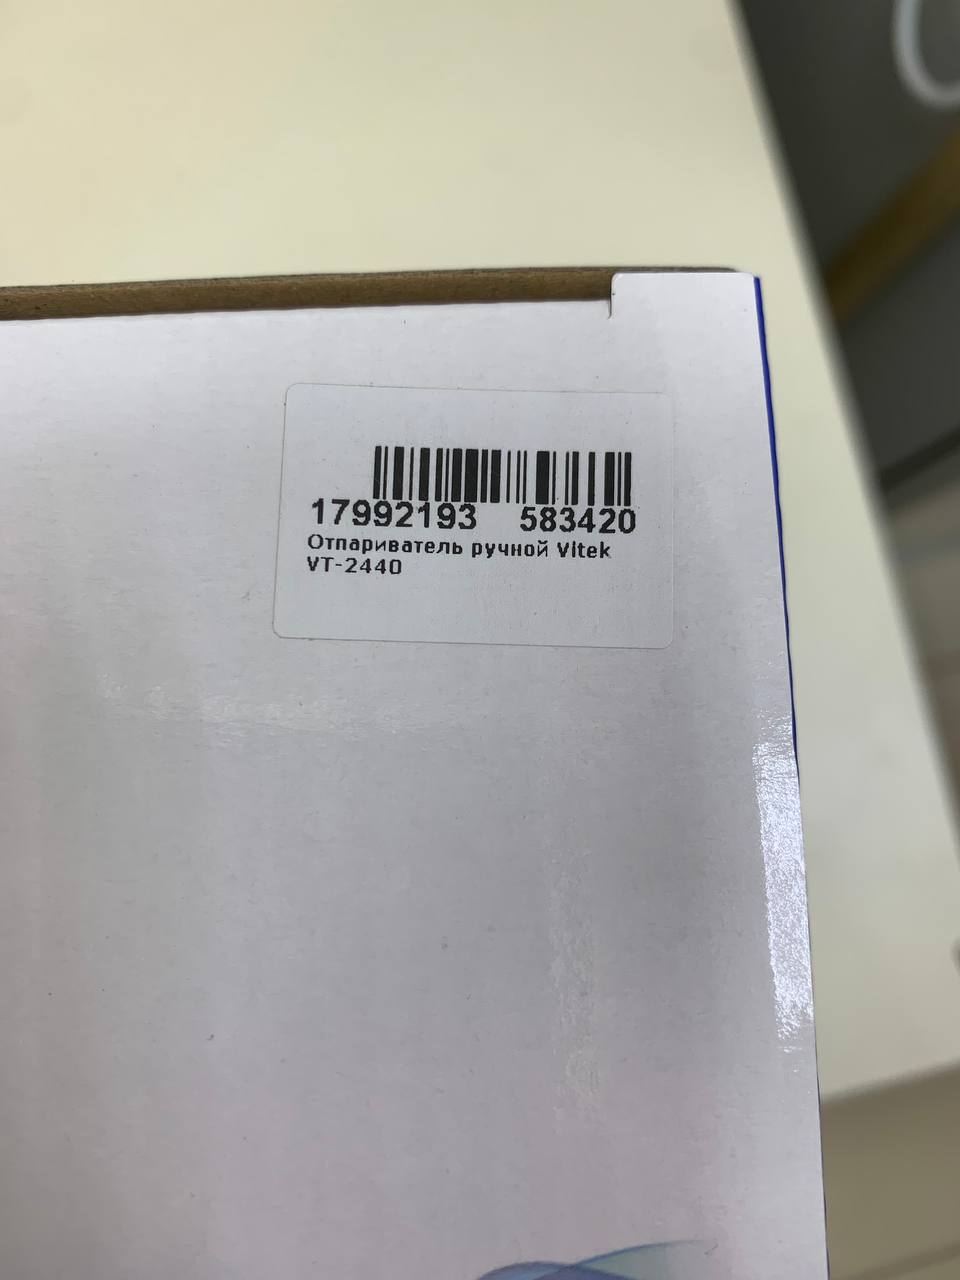 17992193 583420
Отпариватель ручной Vitek
VT-2440